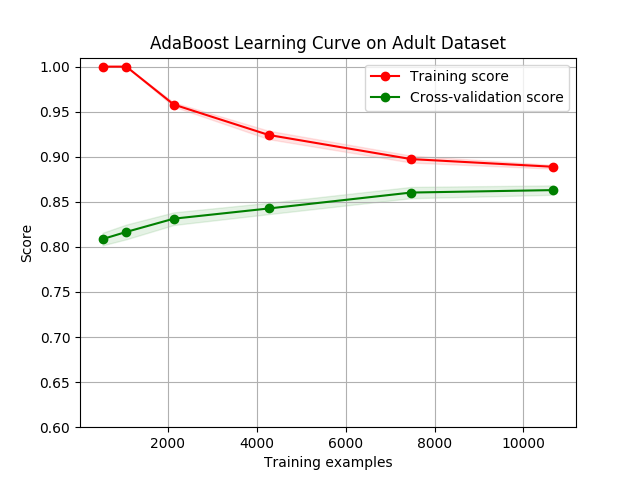 AdaBoost Learning Curve on Adult Dataset
Training score
Cross-validation score
1.00
0.95
0.90
0.85
0.80
0.75
0.70
0.65
0.60
Score
2000 4000 6000 8000 10000
Training examples